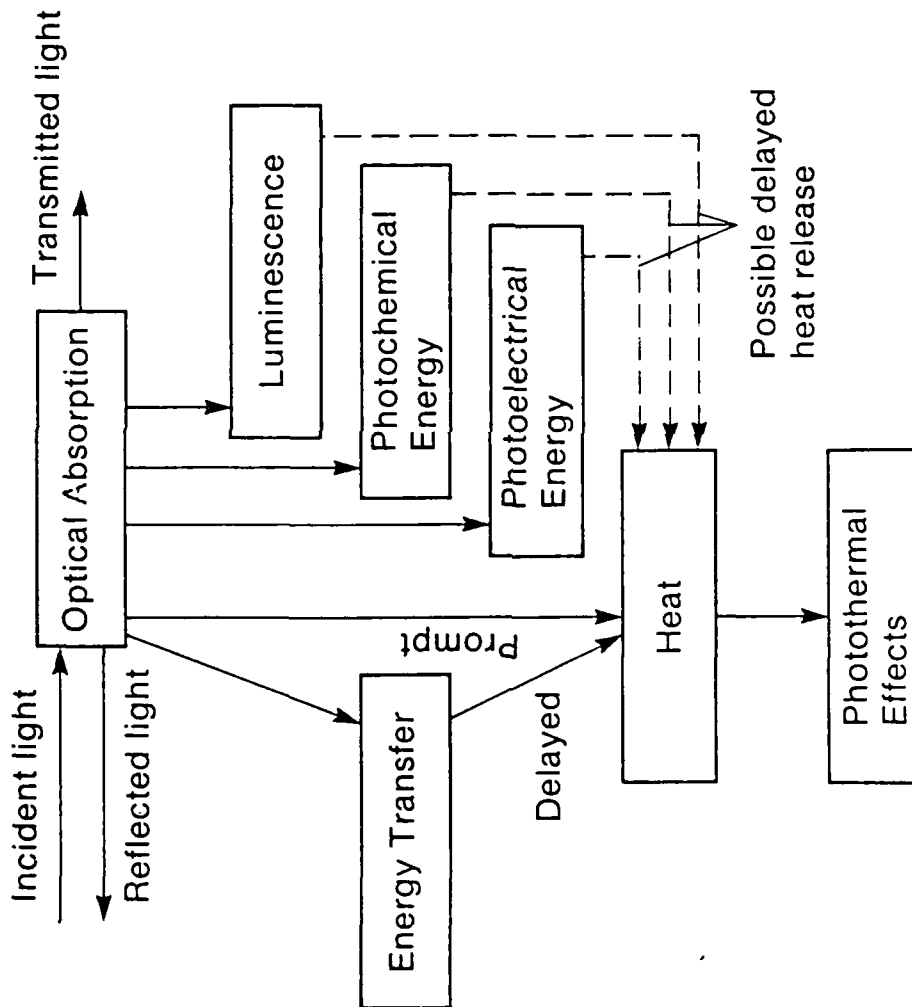 Incident light
Reflected light
Transmitted light
Optical Absorption
Luminescence
Photochemical
Energy
Photoelectrical
Energy
Energy Transfer
Prompt
Delayed
Heat
Possible delayed
heat release
Photothermal
Effects